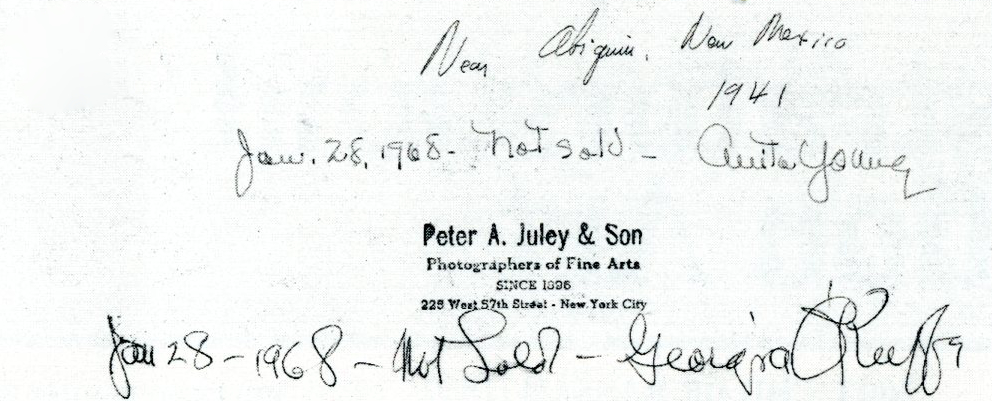 Near Abiquiu, New Mexico
1941
Jan. 28, 1968- Not sold - Anita Young
Peter A. Juley & Son
Photographers of Fine Arts
SINCE 1896
225 West 57th Street - New York City
Jan 28 - 1968 - Not Sold - Georgia O'Keeffe